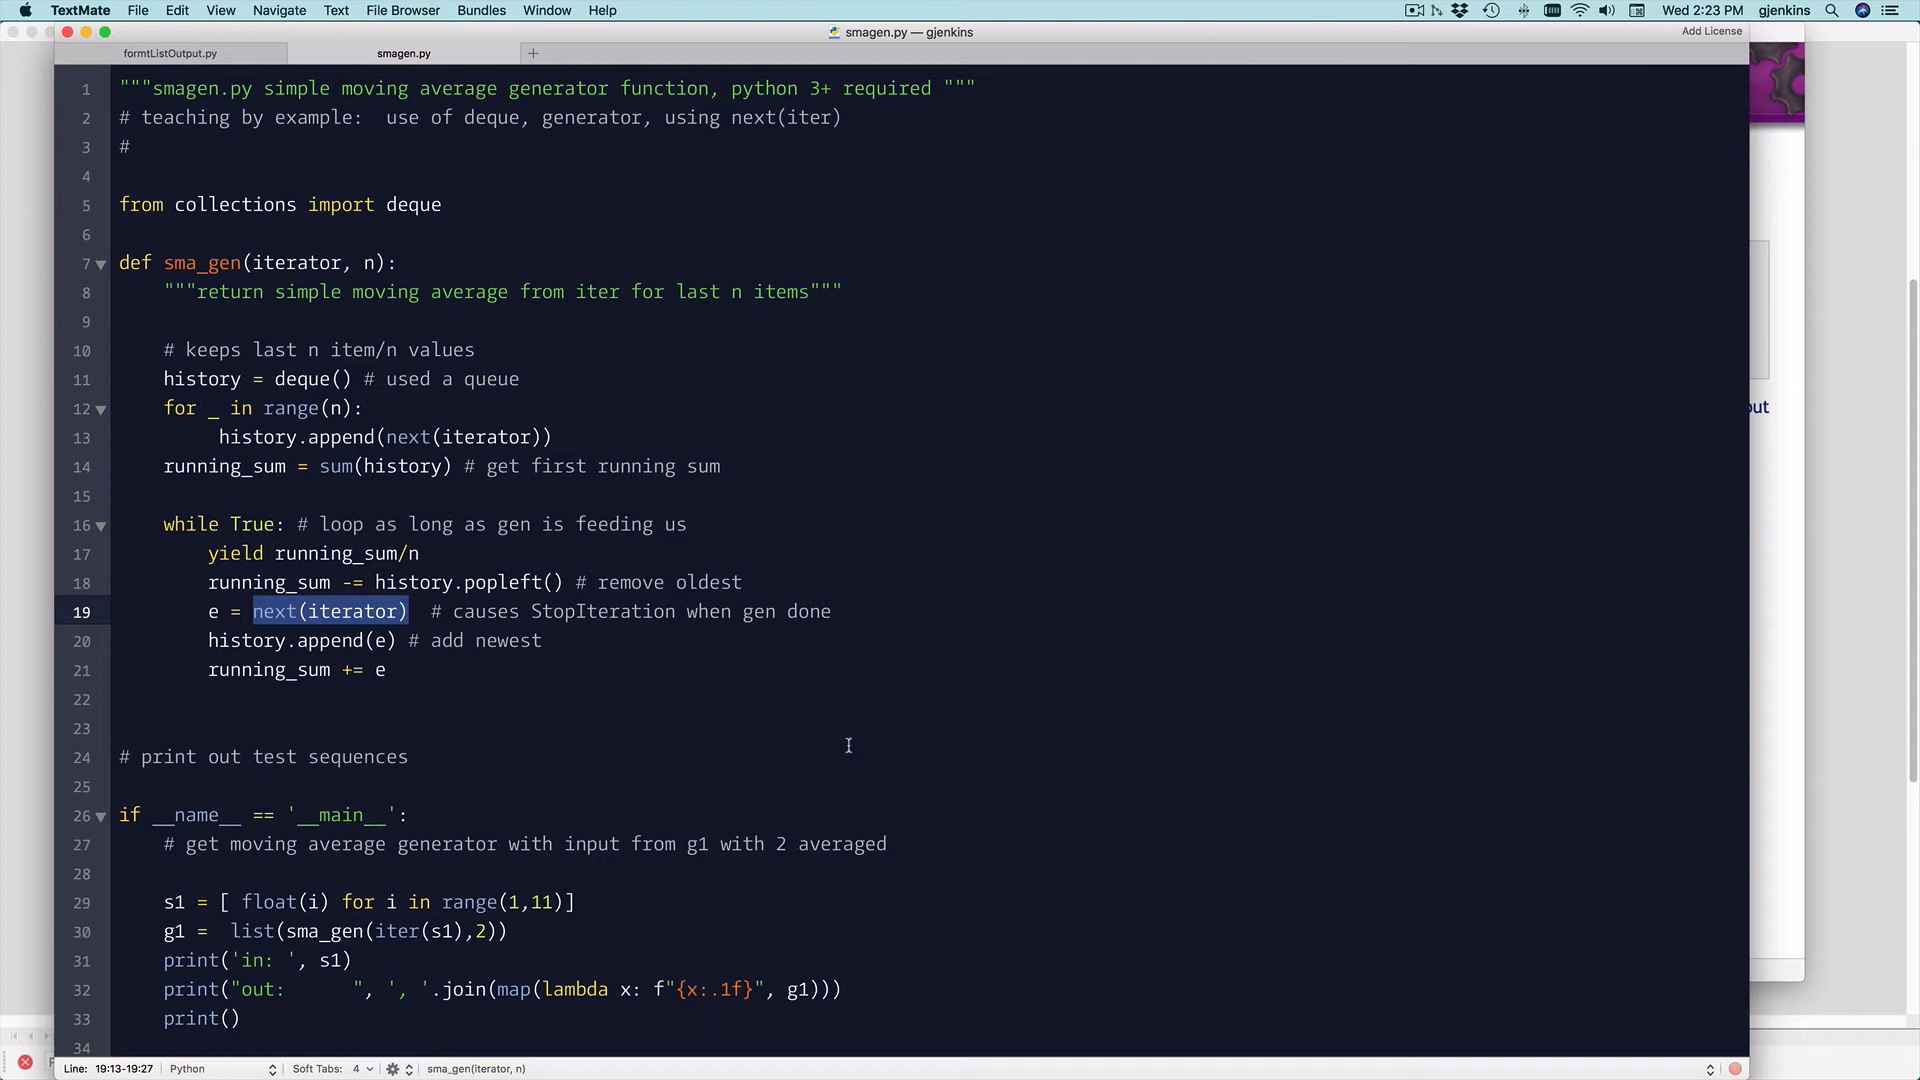 TextMate File Edit View Navigate Text File Browser Bundles Window Help Wed 2:23 PM gjenkins
smagen.py — gjenkins Add License
formtListOutput.py smagen.py +
1 """smagen.py simple moving average generator function, python 3+ required """
2 # teaching by example:  use of deque, generator, using next(iter)
3 #
4
5 from collections import deque
6
7 def sma_gen(iterator, n):
8     """return simple moving average from iter for last n items"""
9
10     # keeps last n item/n values
11     history = deque() # used a queue
12     for _ in range(n):
13          history.append(next(iterator))
14     running_sum = sum(history) # get first running sum
15
16     while True: # loop as long as gen is feeding us
17         yield running_sum/n
18         running_sum -= history.popleft() # remove oldest
19         e = next(iterator)  # causes StopIteration when gen done
20         history.append(e) # add newest
21         running_sum += e
22
23
24 # print out test sequences
25
26 if __name__ == '__main__':
27     # get moving average generator with input from g1 with 2 averaged
28
29     s1 = [ float(i) for i in range(1,11)]
30     g1 =  list(sma_gen(iter(s1),2))
31     print('in: ', s1)
32     print("out:      ", ', '.join(map(lambda x: f"{x:.1f}", g1)))
33     print()
34
out
Line: 19:13-19:27 Python Soft Tabs: 4 sma_gen(iterator, n)